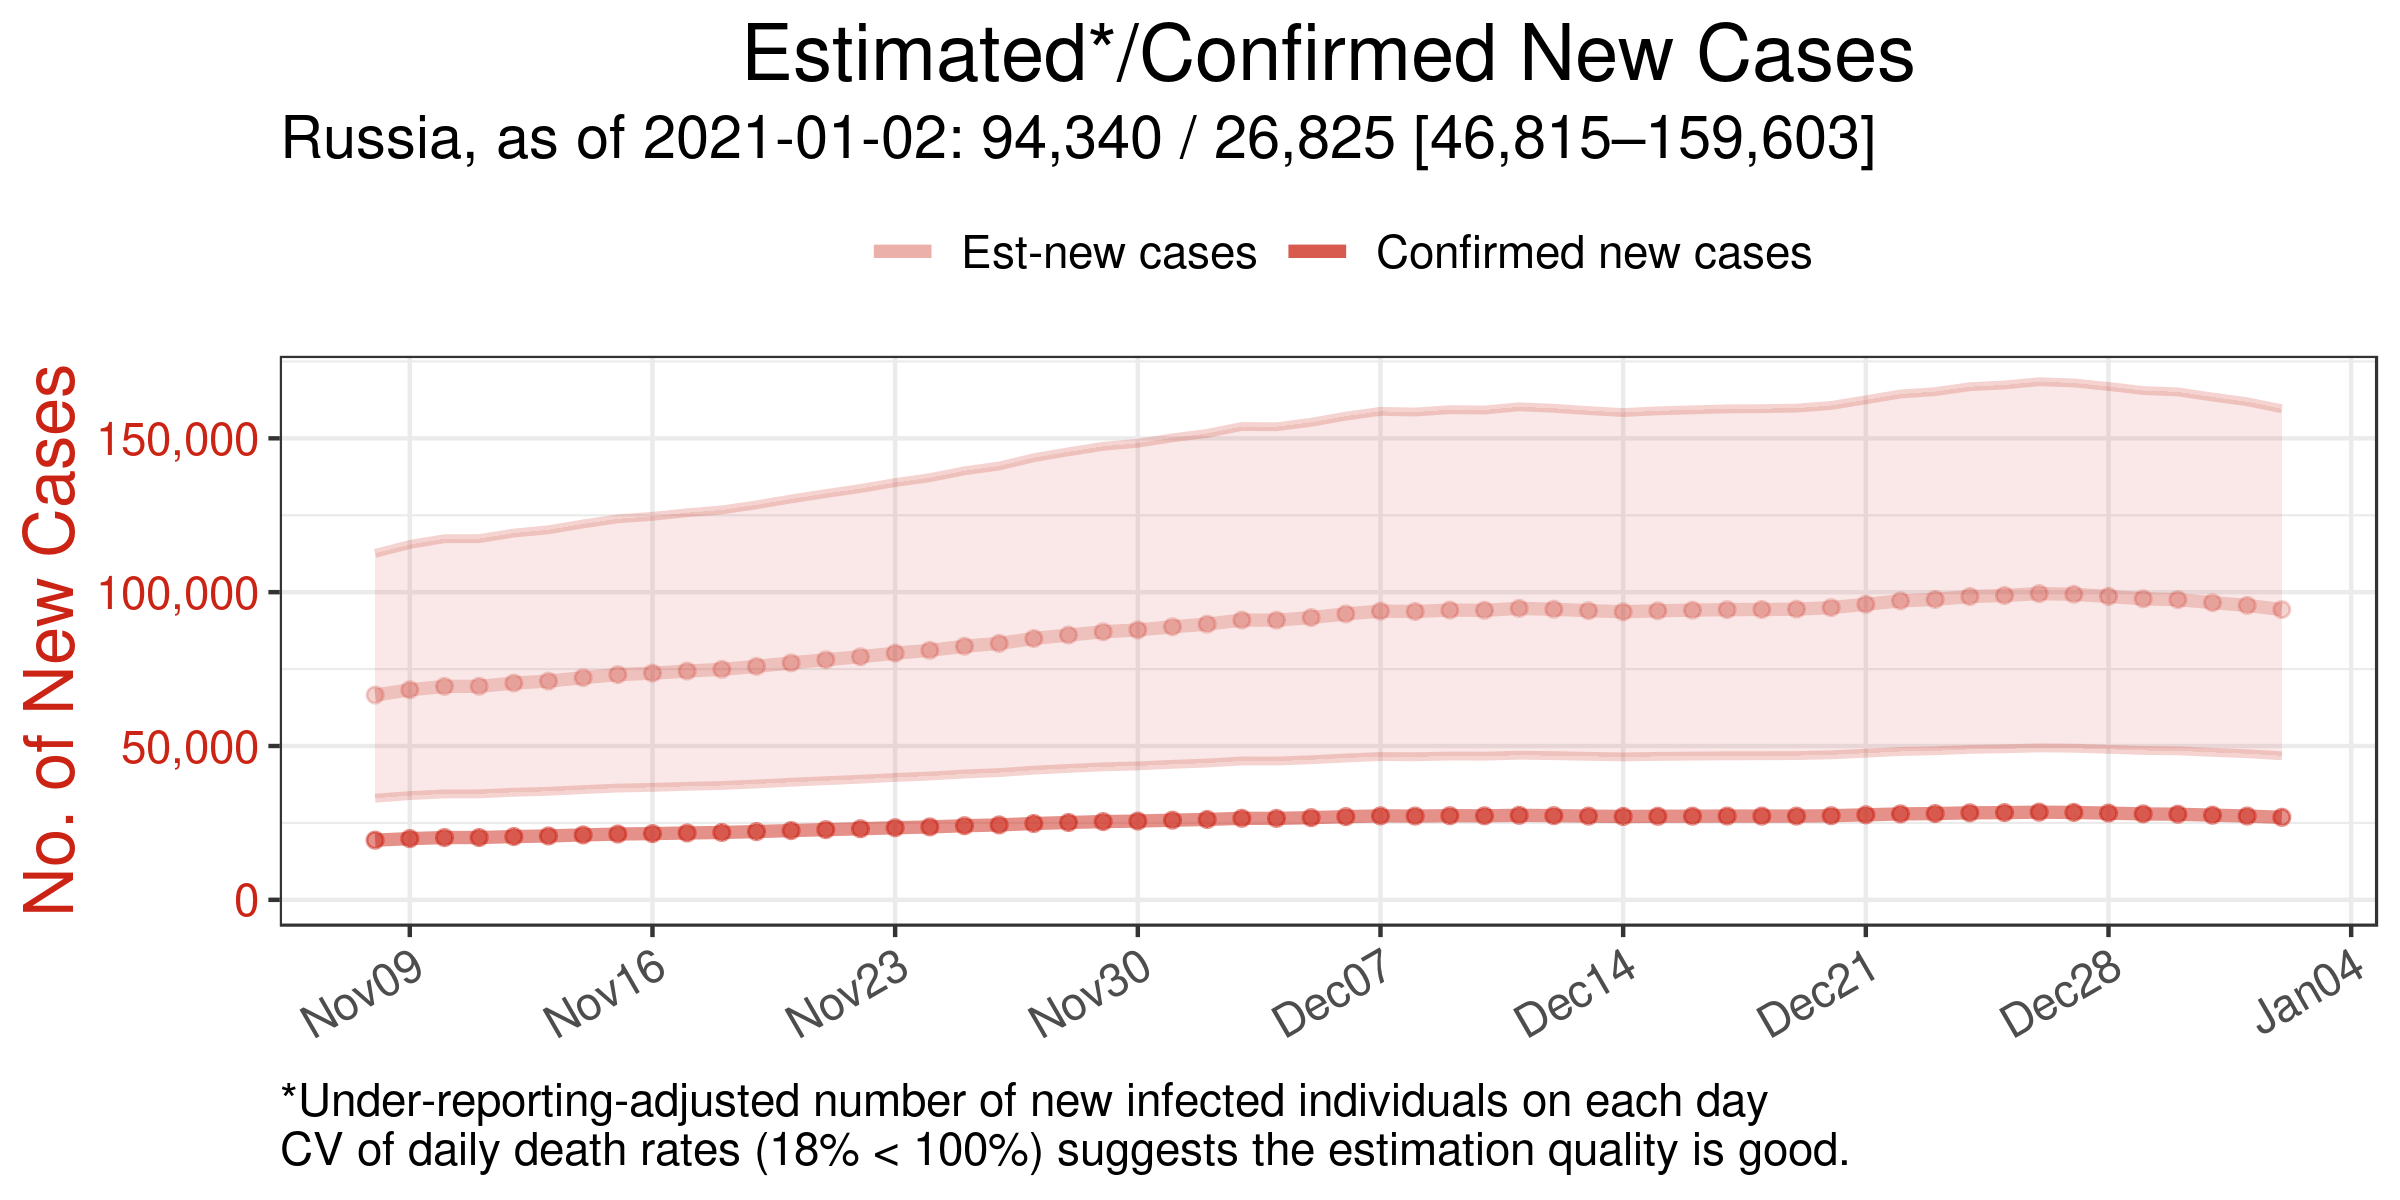 Estimated*/Confirmed New Cases
Russia, as of 2021-01-02: 94,340 / 26,825 [46,815–159,603]
Est-new cases
Confirmed new cases
No. of New Cases
150,000
100,000
50,000
0
Nov09
Nov16
Nov23
Nov30
Dec07
Dec14
Dec21
Dec28
Jan04
*Under-reporting-adjusted number of new infected individuals on each day
CV of daily death rates (18% < 100%) suggests the estimation quality is good.